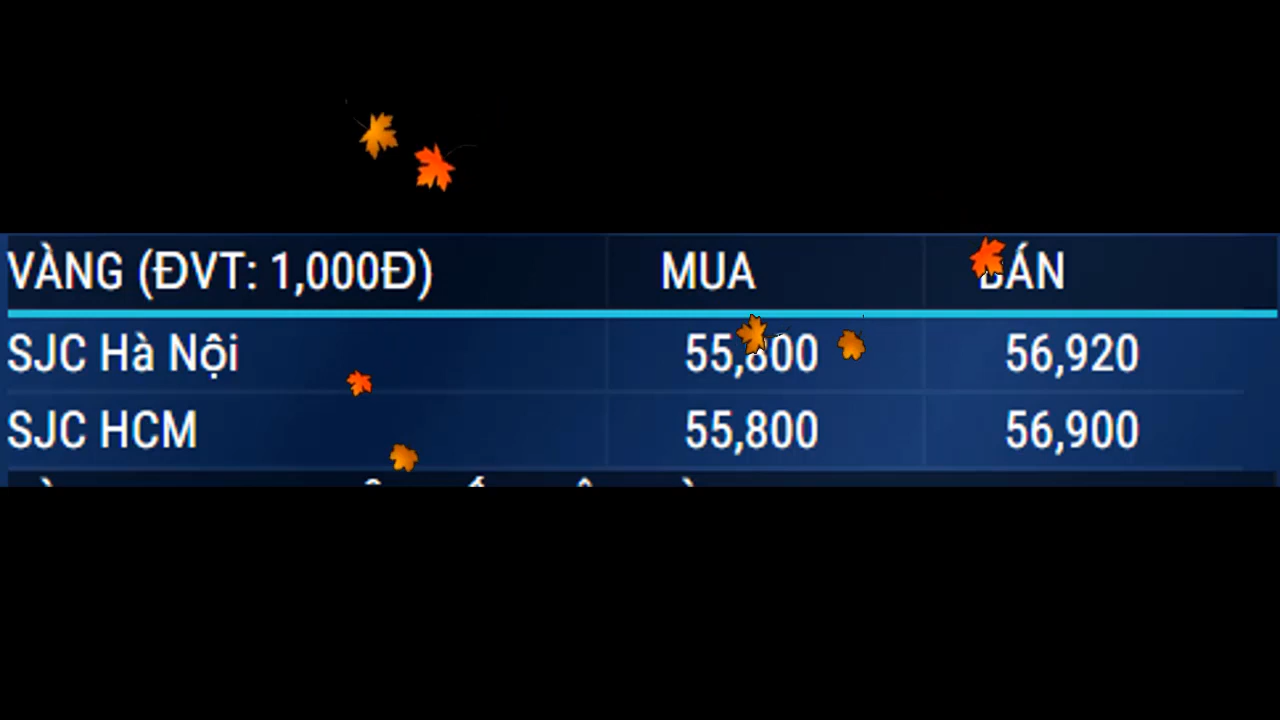 VÀNG (ĐVT: 1,000Đ) MUA BÁN
SJC Hà Nội 55,800 56,920
SJC HCM 55,800 56,900